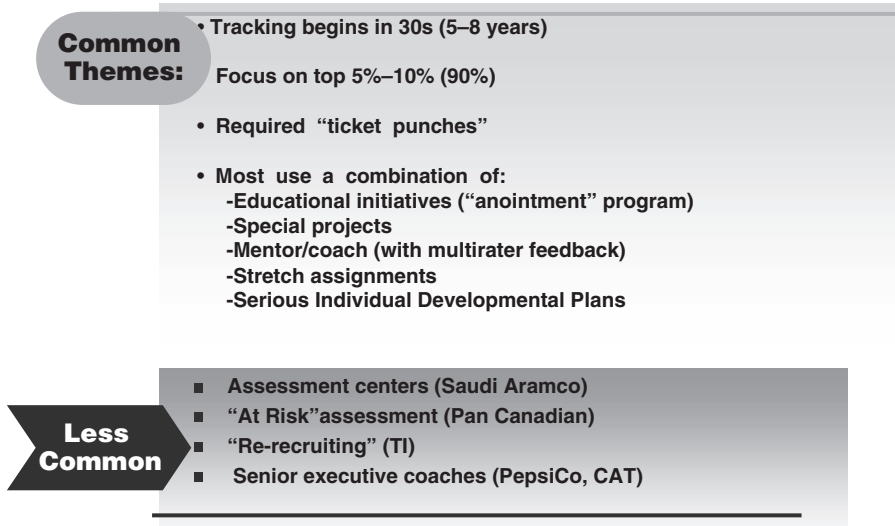 Common
Themes:
• Tracking begins in 30s (5–8 years)
Focus on top 5%–10% (90%)
• Required “ticket punches”
• Most use a combination of:
-Educational initiatives (“anointment” program)
-Special projects
-Mentor/coach (with multirater feedback)
-Stretch assignments
-Serious Individual Developmental Plans
Less
Common
■ Assessment centers (Saudi Aramco)
■ “At Risk”assessment (Pan Canadian)
■ “Re-recruiting” (TI)
■ Senior executive coaches (PepsiCo, CAT)